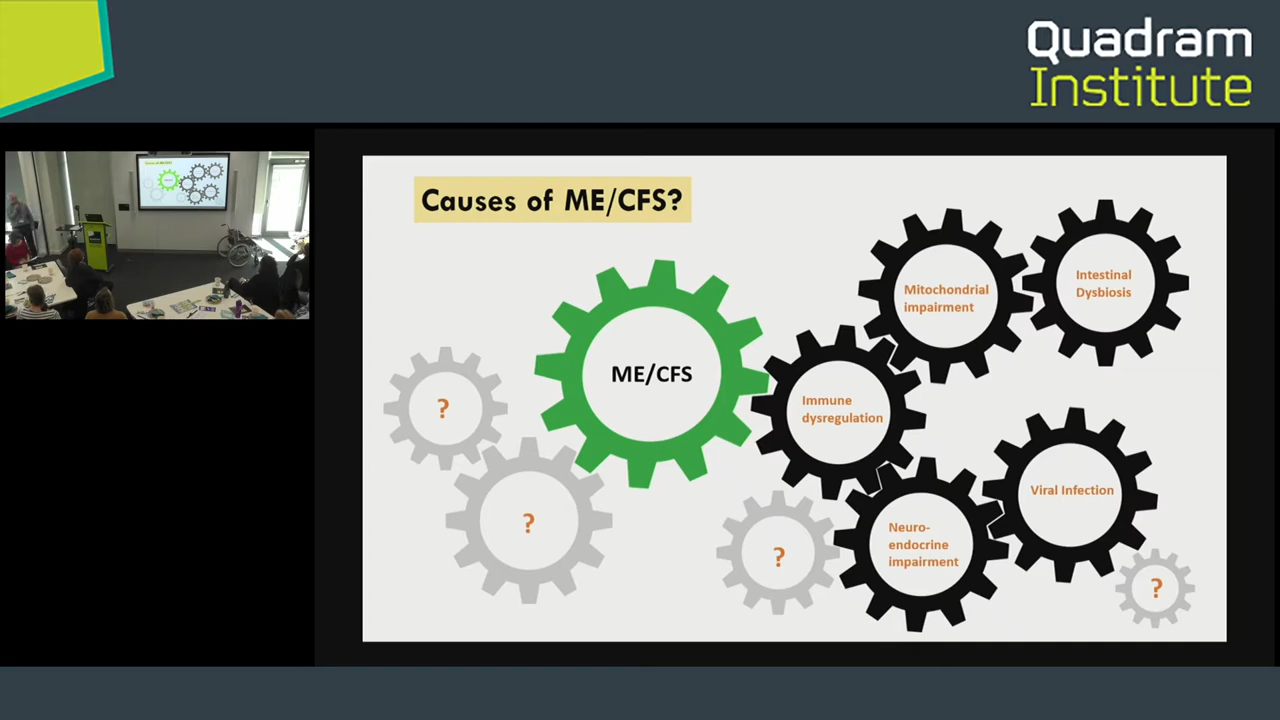 Quadram
Institute
Causes of ME/CFS?
ME/CFS
Mitochondrial
impairment
Intestinal
Dysbiosis
Immune
dysregulation
Viral Infection
Neuro-
endocrine
impairment
?
?
?
?